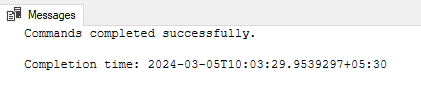 Messages
Commands completed successfully.
Completion time: 2024-03-05T10:03:29.9539297+05:30